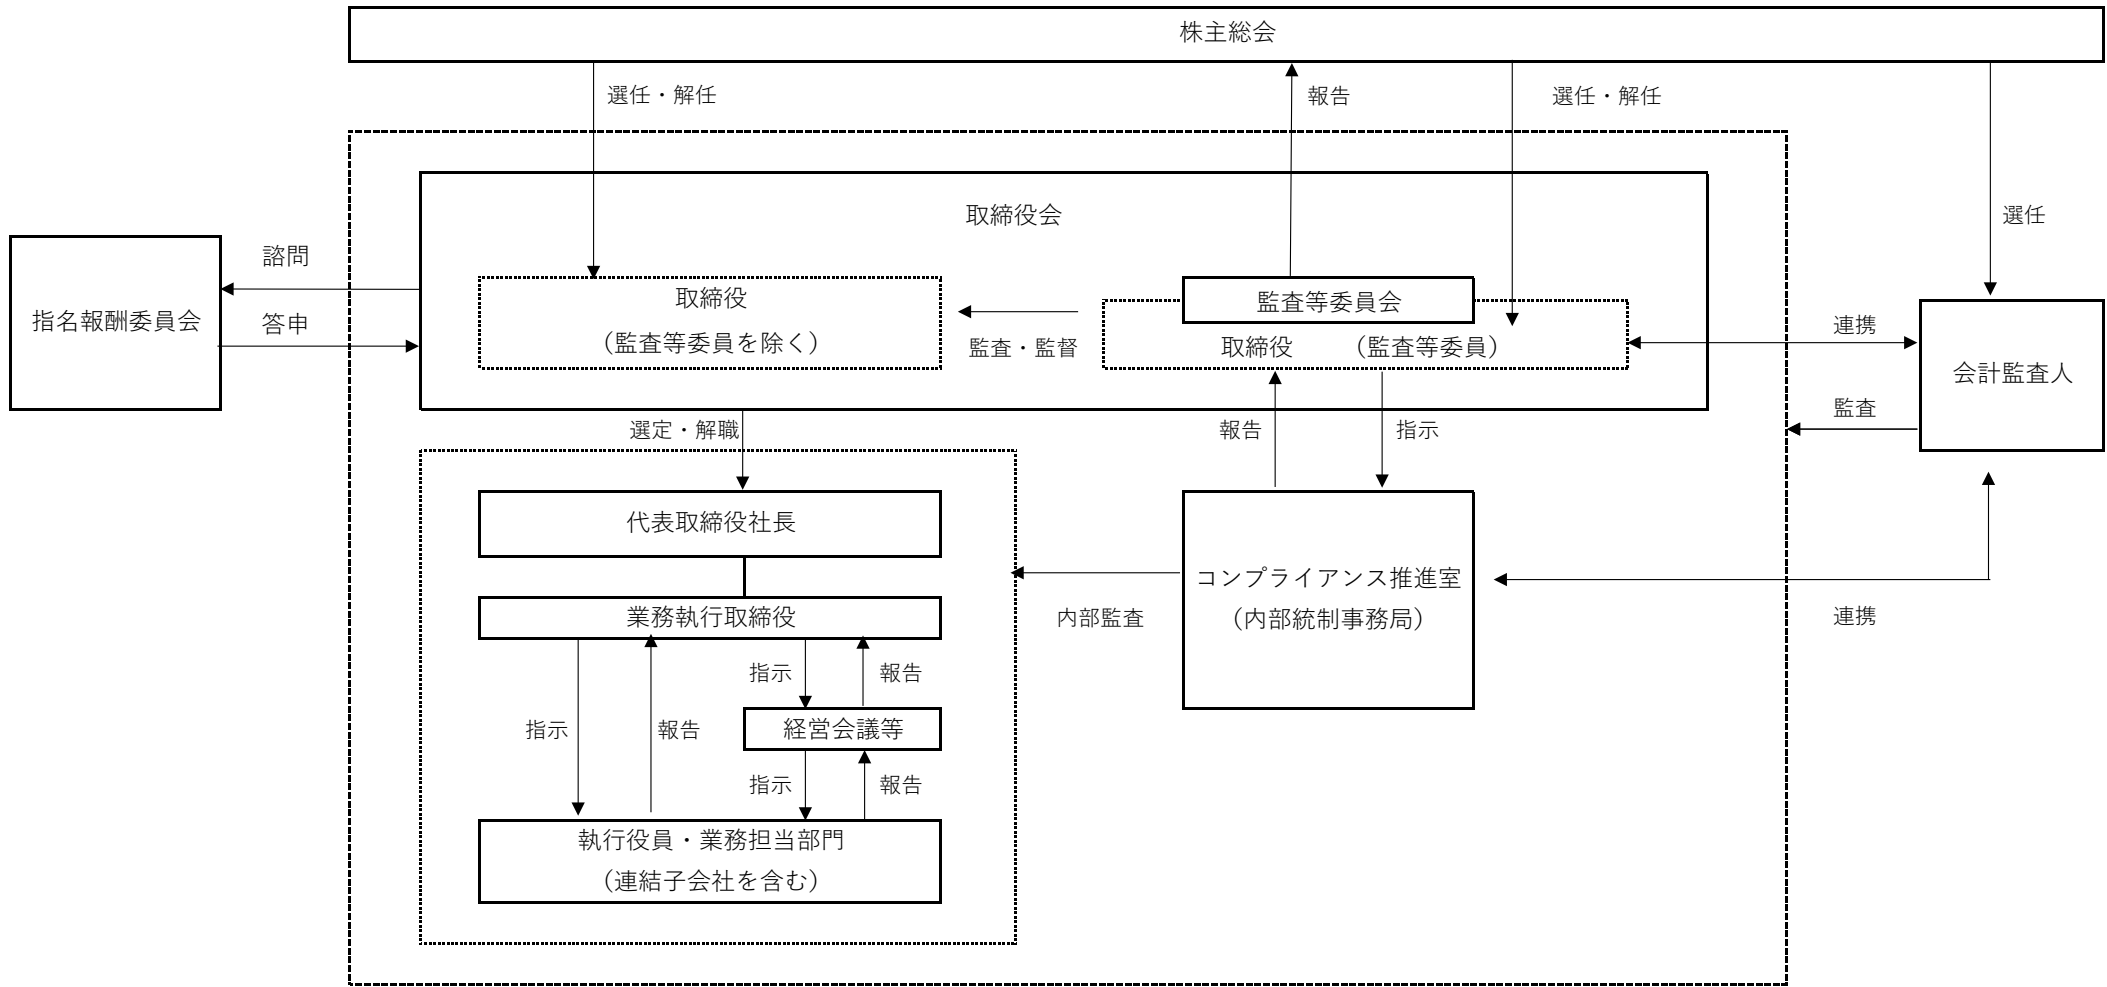 株主総会
選任・解任
報告
選任・解任
選任
取締役会
指名報酬委員会
諮問
答申
取締役
（監査等委員を除く）
監査・監督
監査等委員会
取締役　　（監査等委員）
連携
監査
会計監査人
選定・解職
報告
指示
代表取締役社長
業務執行取締役
指示
報告
指示
報告
経営会議等
指示
報告
執行役員・業務担当部門
（連結子会社を含む）
内部監査
コンプライアンス推進室
（内部統制事務局）
連携